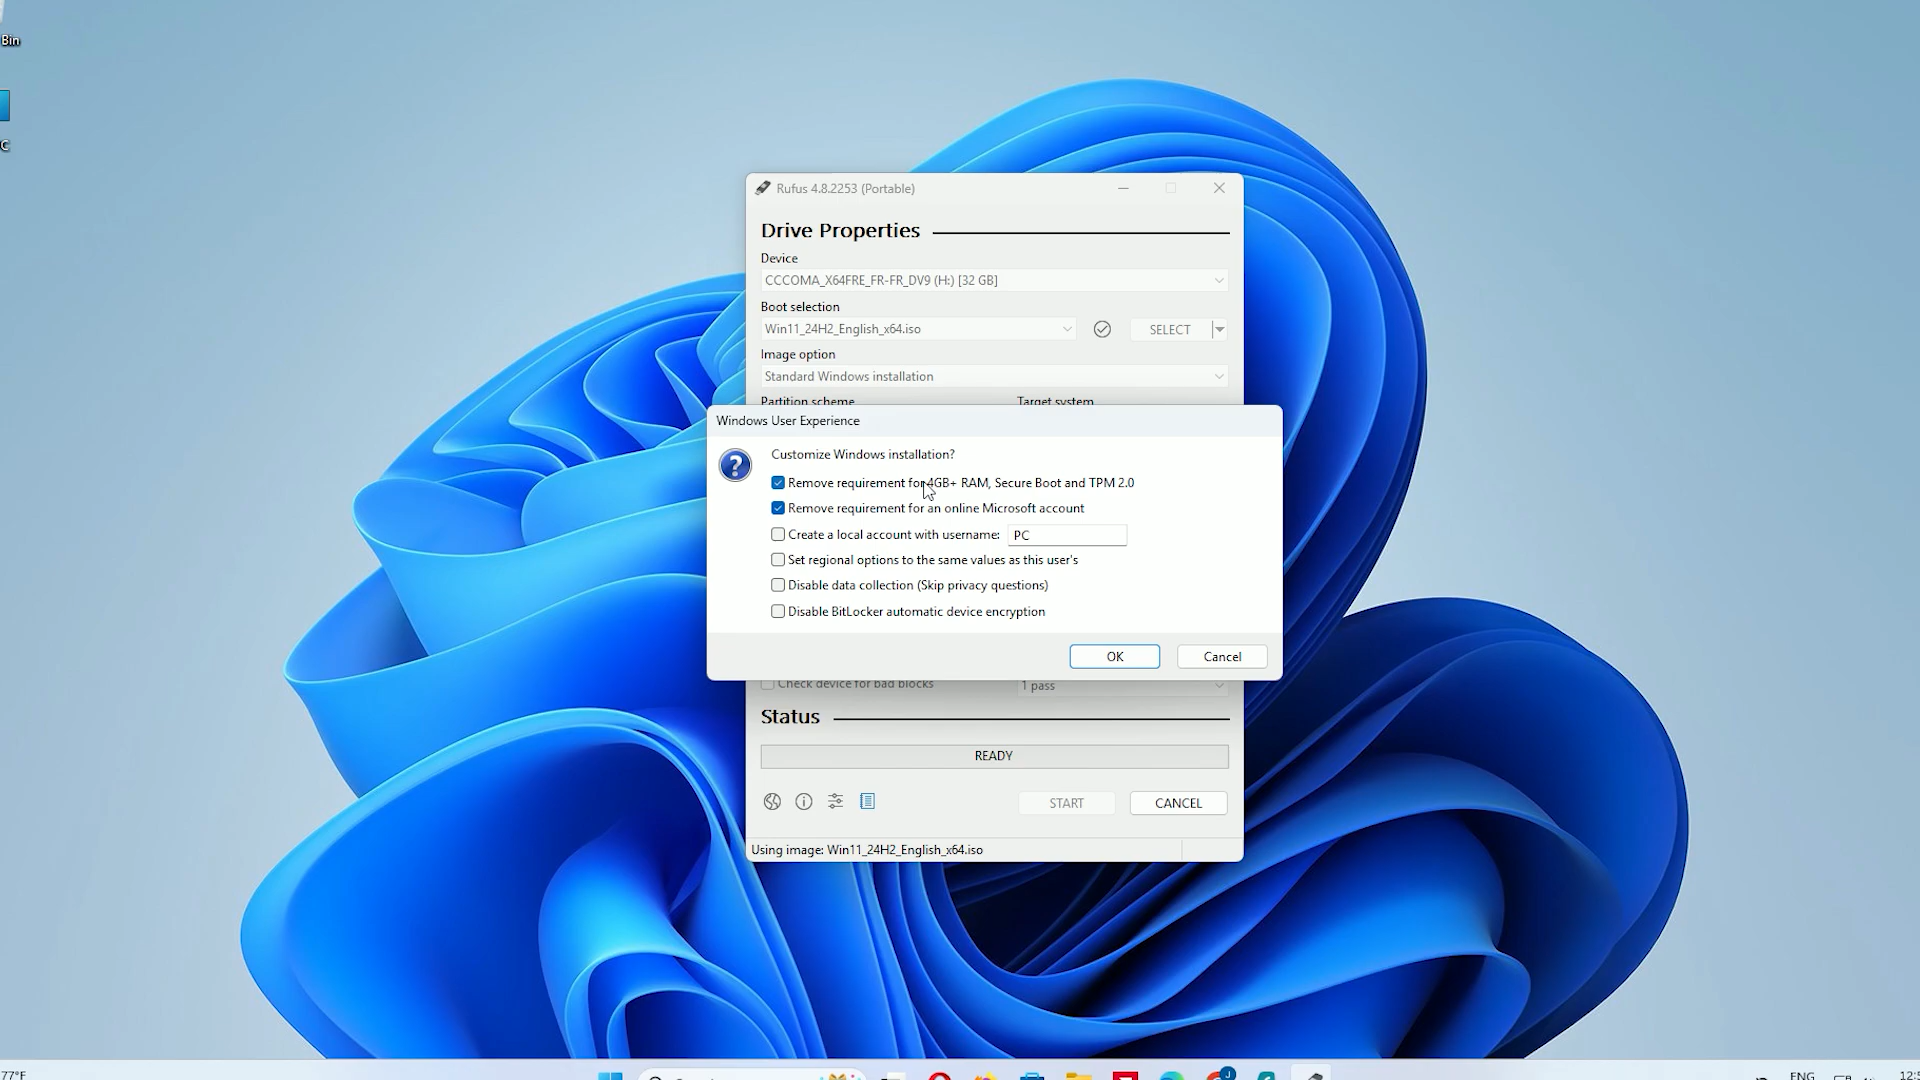 Bin
C
Rufus 4.8.2253 (Portable)
Drive Properties
Device
CCCOMA_X64FRE_FR-FR_DV9 (H:) [32 GB]
Boot selection
Win11_24H2_English_x64.iso
SELECT
Image option
Standard Windows installation
Partition scheme Target system
Windows User Experience
Customize Windows installation?
Remove requirement for 4GB+ RAM, Secure Boot and TPM 2.0
Remove requirement for an online Microsoft account
Create a local account with username: PC
Set regional options to the same values as this user's
Disable data collection (Skip privacy questions)
Disable BitLocker automatic device encryption
OK Cancel
Check device for bad blocks 1 pass
Status
READY
START CANCEL
Using image: Win11_24H2_English_x64.iso
77°F
ENG